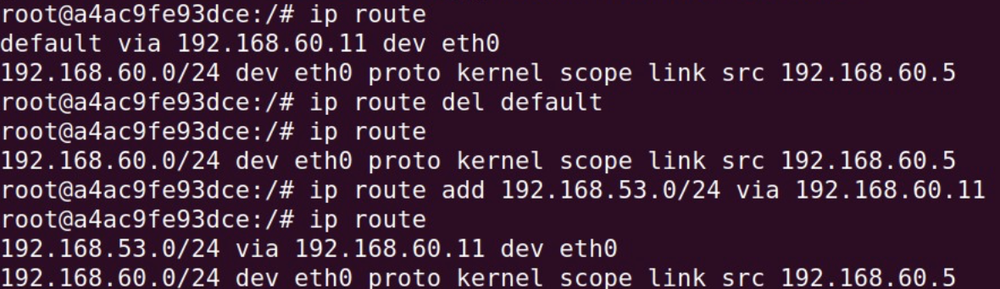 root@a4ac9fe93dce:/# ip route
default via 192.168.60.11 dev eth0
192.168.60.0/24 dev eth0 proto kernel scope link src 192.168.60.5
root@a4ac9fe93dce:/# ip route del default
root@a4ac9fe93dce:/# ip route
192.168.60.0/24 dev eth0 proto kernel scope link src 192.168.60.5
root@a4ac9fe93dce:/# ip route add 192.168.53.0/24 via 192.168.60.11
root@a4ac9fe93dce:/# ip route
192.168.53.0/24 via 192.168.60.11 dev eth0
192.168.60.0/24 dev eth0 proto kernel scope link src 192.168.60.5